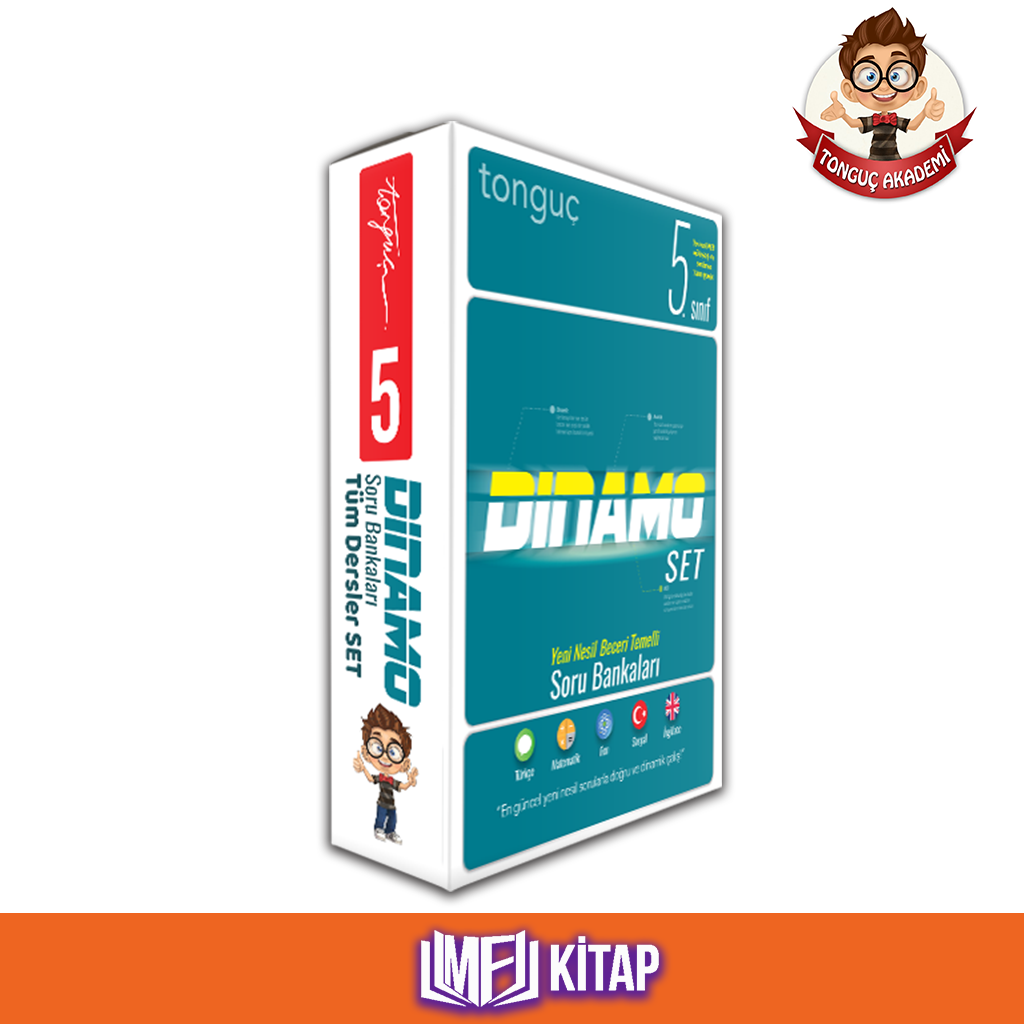 TONGUÇ AKADEMİ
tonguç
5. sınıf
DİNAMO
SET
Yeni Nesil Beceri Temelli
Soru Bankaları
Türkçe
Matematik
Fen
Sosyal
İngilizce
"En güncel yeni nesil sorularla doğru ve dinamik çalış!"
tonguç
5
DİNAMO
Soru Bankaları
Tüm Dersler SET
MF KİTAP